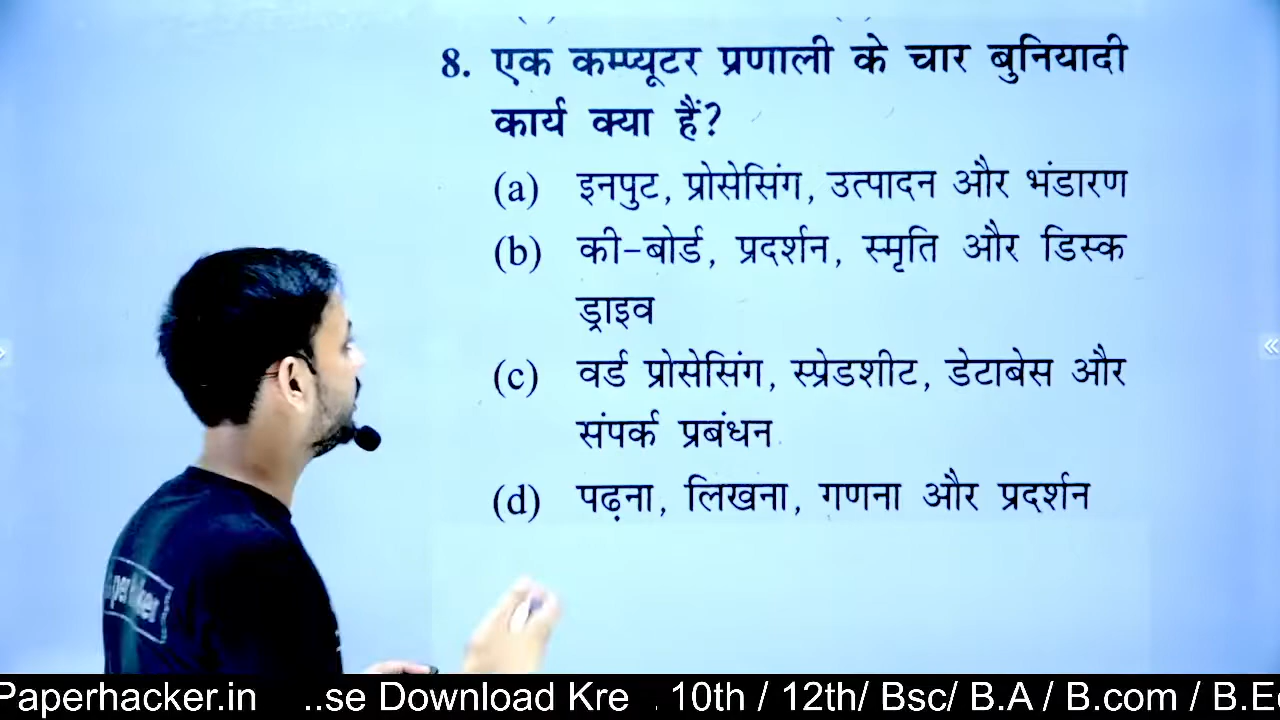 8. एक कम्प्यूटर प्रणाली के चार बुनियादी
कार्य क्या हैं?
(a) इनपुट, प्रोसेसिंग, उत्पादन और भंडारण
(b) की-बोर्ड, प्रदर्शन, स्मृति और डिस्क
ड्राइव
(c) वर्ड प्रोसेसिंग, स्प्रेडशीट, डेटाबेस और
संपर्क प्रबंधन
(d) पढ़ना, लिखना, गणना और प्रदर्शन
Paperhacker.in ..se Download Kre . 10th / 12th/ Bsc/ B.A / B.com / B.Ed